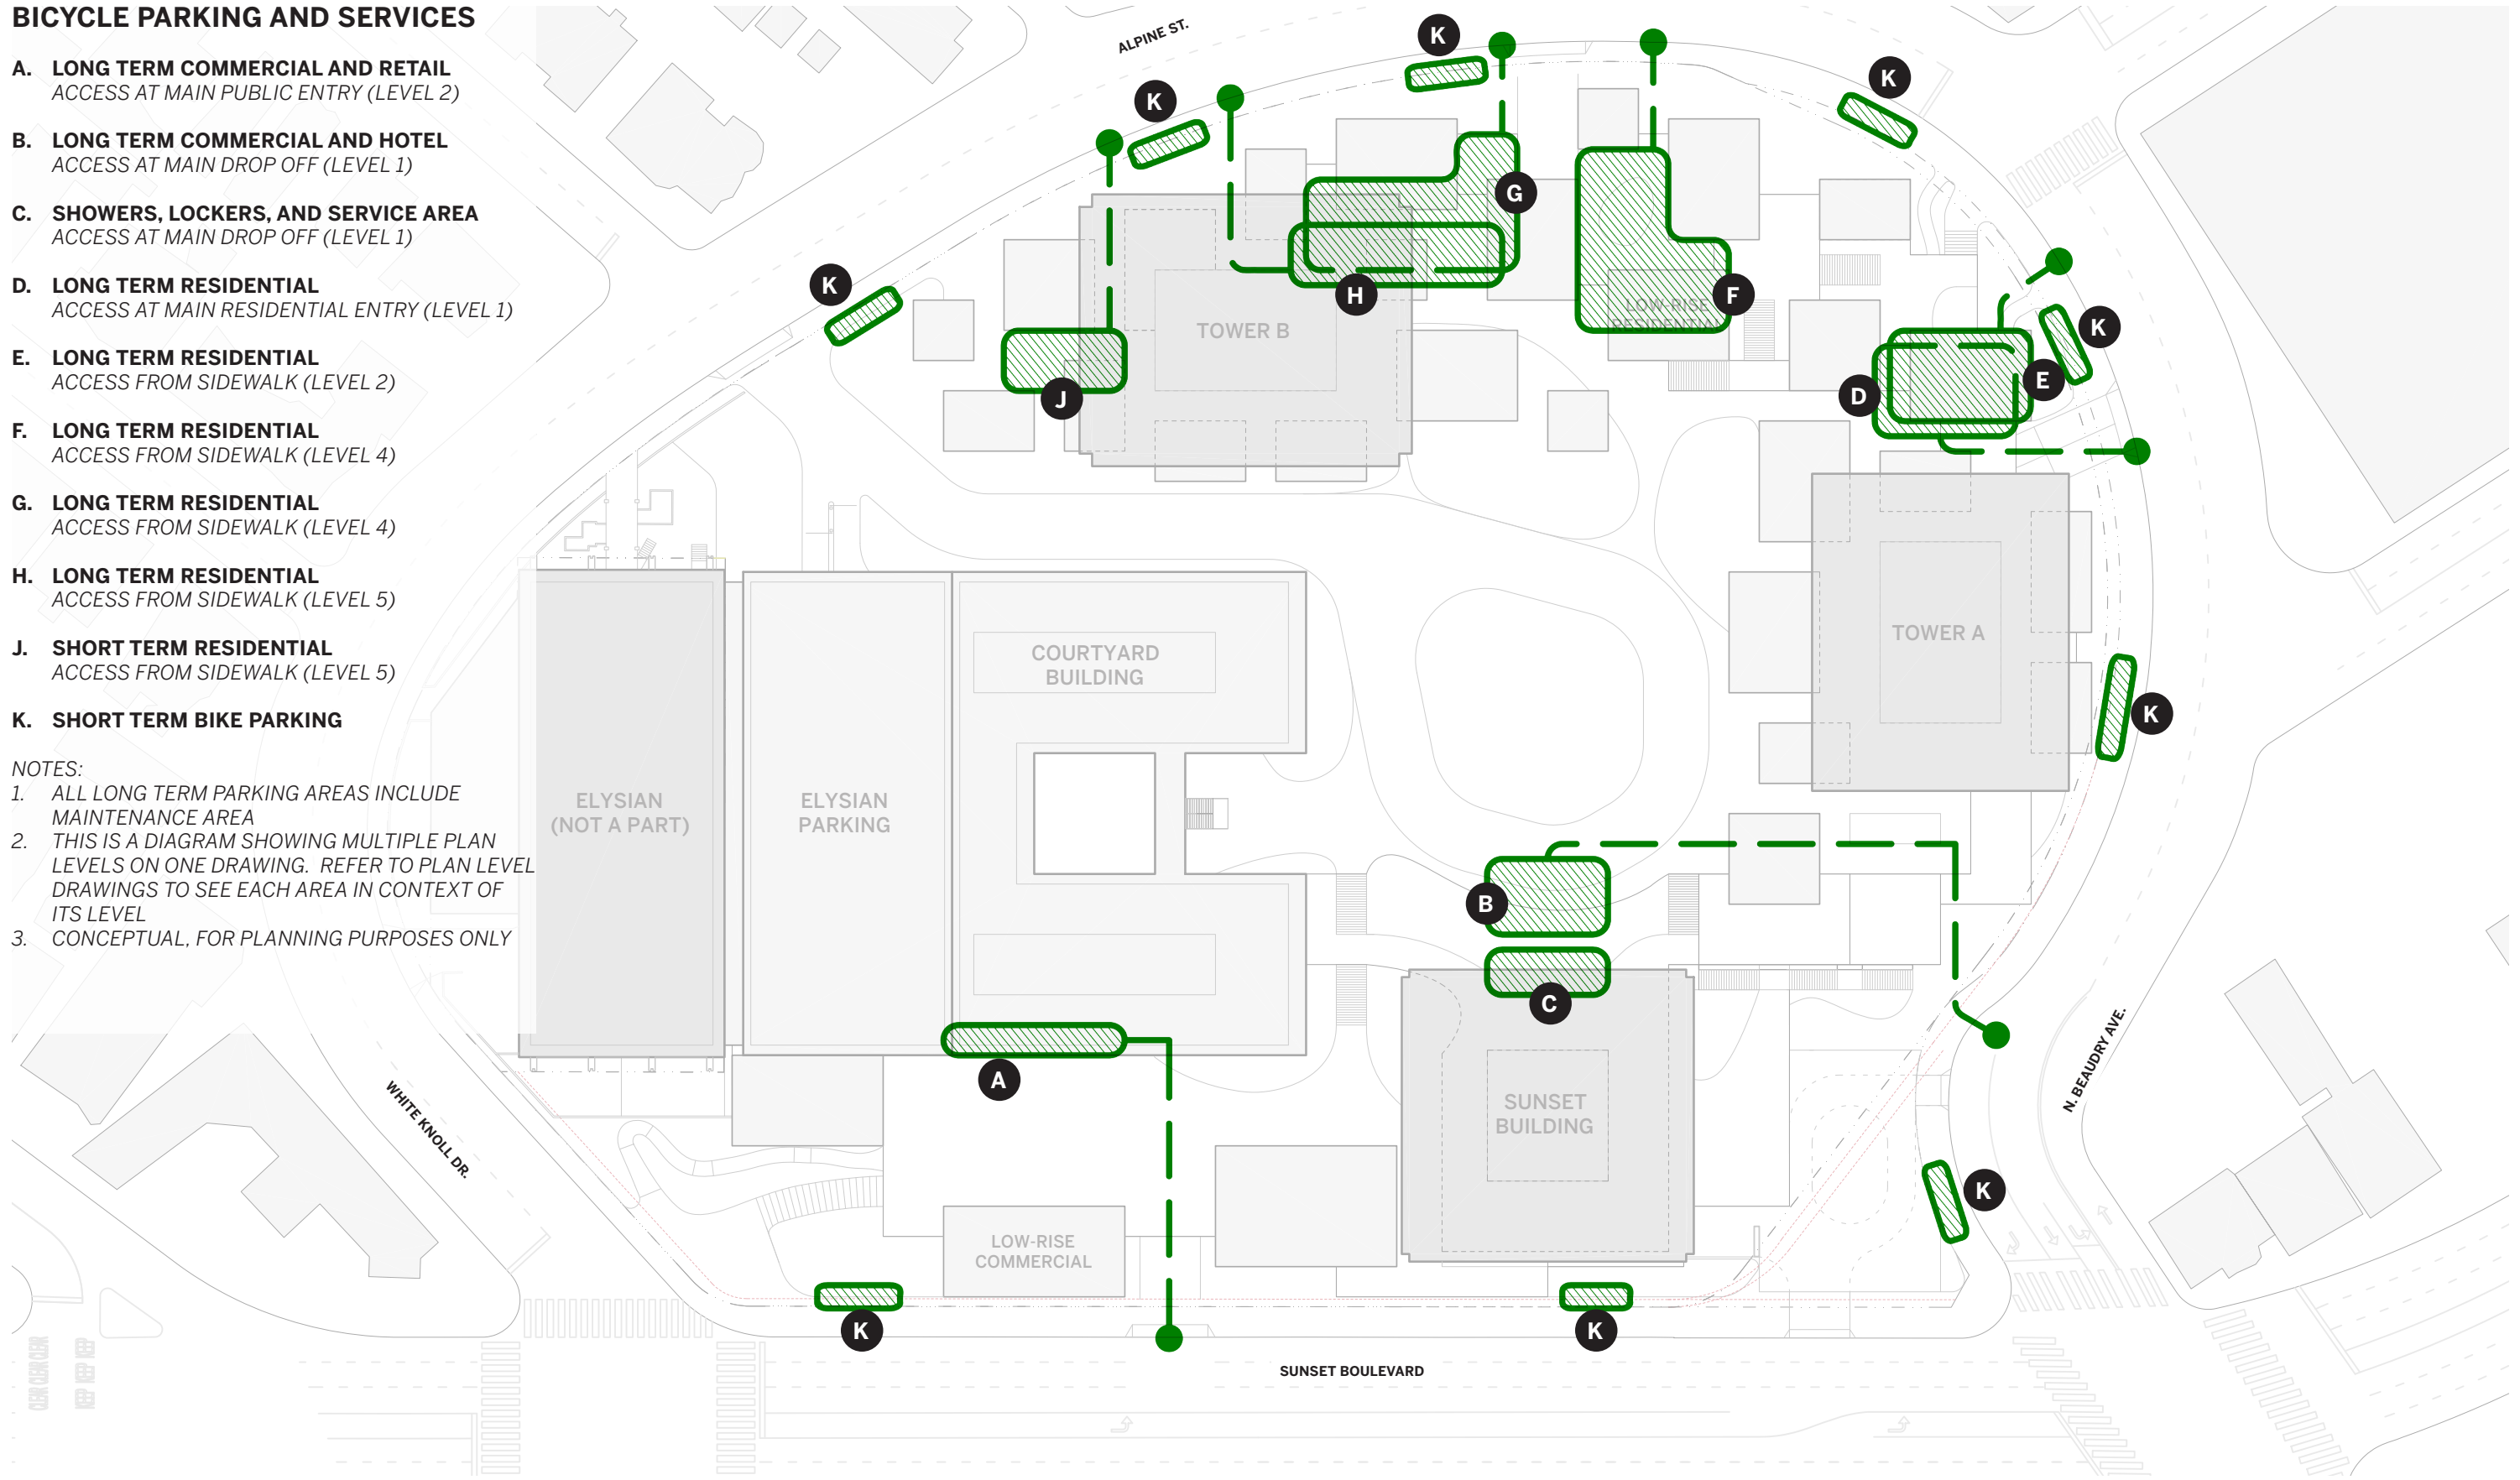 BICYCLE PARKING AND SERVICES
A. LONG TERM COMMERCIAL AND RETAIL
ACCESS AT MAIN PUBLIC ENTRY (LEVEL 2)
B. LONG TERM COMMERCIAL AND HOTEL
ACCESS AT MAIN DROP OFF (LEVEL 1)
C. SHOWERS, LOCKERS, AND SERVICE AREA
ACCESS AT MAIN DROP OFF (LEVEL 1)
D. LONG TERM RESIDENTIAL
ACCESS AT MAIN RESIDENTIAL ENTRY (LEVEL 1)
E. LONG TERM RESIDENTIAL
ACCESS FROM SIDEWALK (LEVEL 2)
F. LONG TERM RESIDENTIAL
ACCESS FROM SIDEWALK (LEVEL 4)
G. LONG TERM RESIDENTIAL
ACCESS FROM SIDEWALK (LEVEL 4)
H. LONG TERM RESIDENTIAL
ACCESS FROM SIDEWALK (LEVEL 5)
J. SHORT TERM RESIDENTIAL
ACCESS FROM SIDEWALK (LEVEL 5)
K. SHORT TERM BIKE PARKING
NOTES:
1. ALL LONG TERM PARKING AREAS INCLUDE
MAINTENANCE AREA
2. THIS IS A DIAGRAM SHOWING MULTIPLE PLAN
LEVELS ON ONE DRAWING. REFER TO PLAN LEVEL
DRAWINGS TO SEE EACH AREA IN CONTEXT OF
ITS LEVEL
3. CONCEPTUAL, FOR PLANNING PURPOSES ONLY
ALPINE ST.
K
K
K
K
G
H
F
LOW-RISE
RESIDENTIAL
TOWER B
K
J
D
E
TOWER A
K
COURTYARD
BUILDING
ELYSIAN
(NOT A PART)
ELYSIAN
PARKING
B
C
A
SUNSET
BUILDING
WHITE KNOLL DR.
N. BEAUDRY AVE.
K
LOW-RISE
COMMERCIAL
K
K
SUNSET BOULEVARD